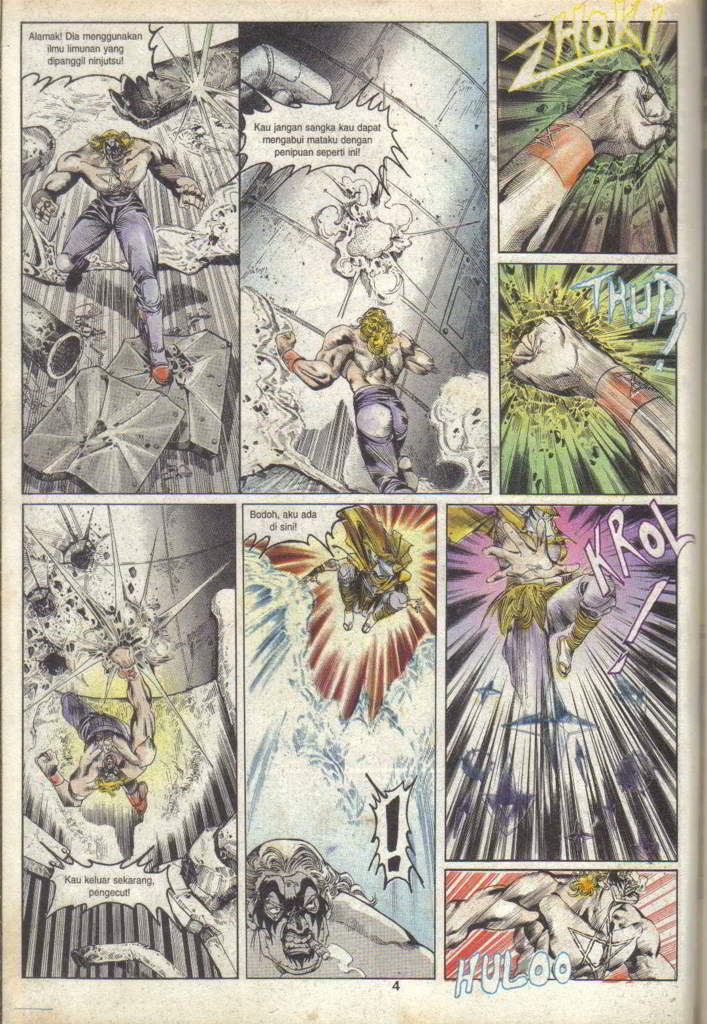 Alamak! Dia menggunakan
ilmu limunan yang
dipanggil ninjutsu!
Kau jangan sangka kau dapat
mengabui mataku dengan
penipuan seperti ini!
ZHOK!
THUP!
Kau keluar sekarang,
pengecut!
Bodoh, aku ada
di sini!
!
KROL!
HULOO
4